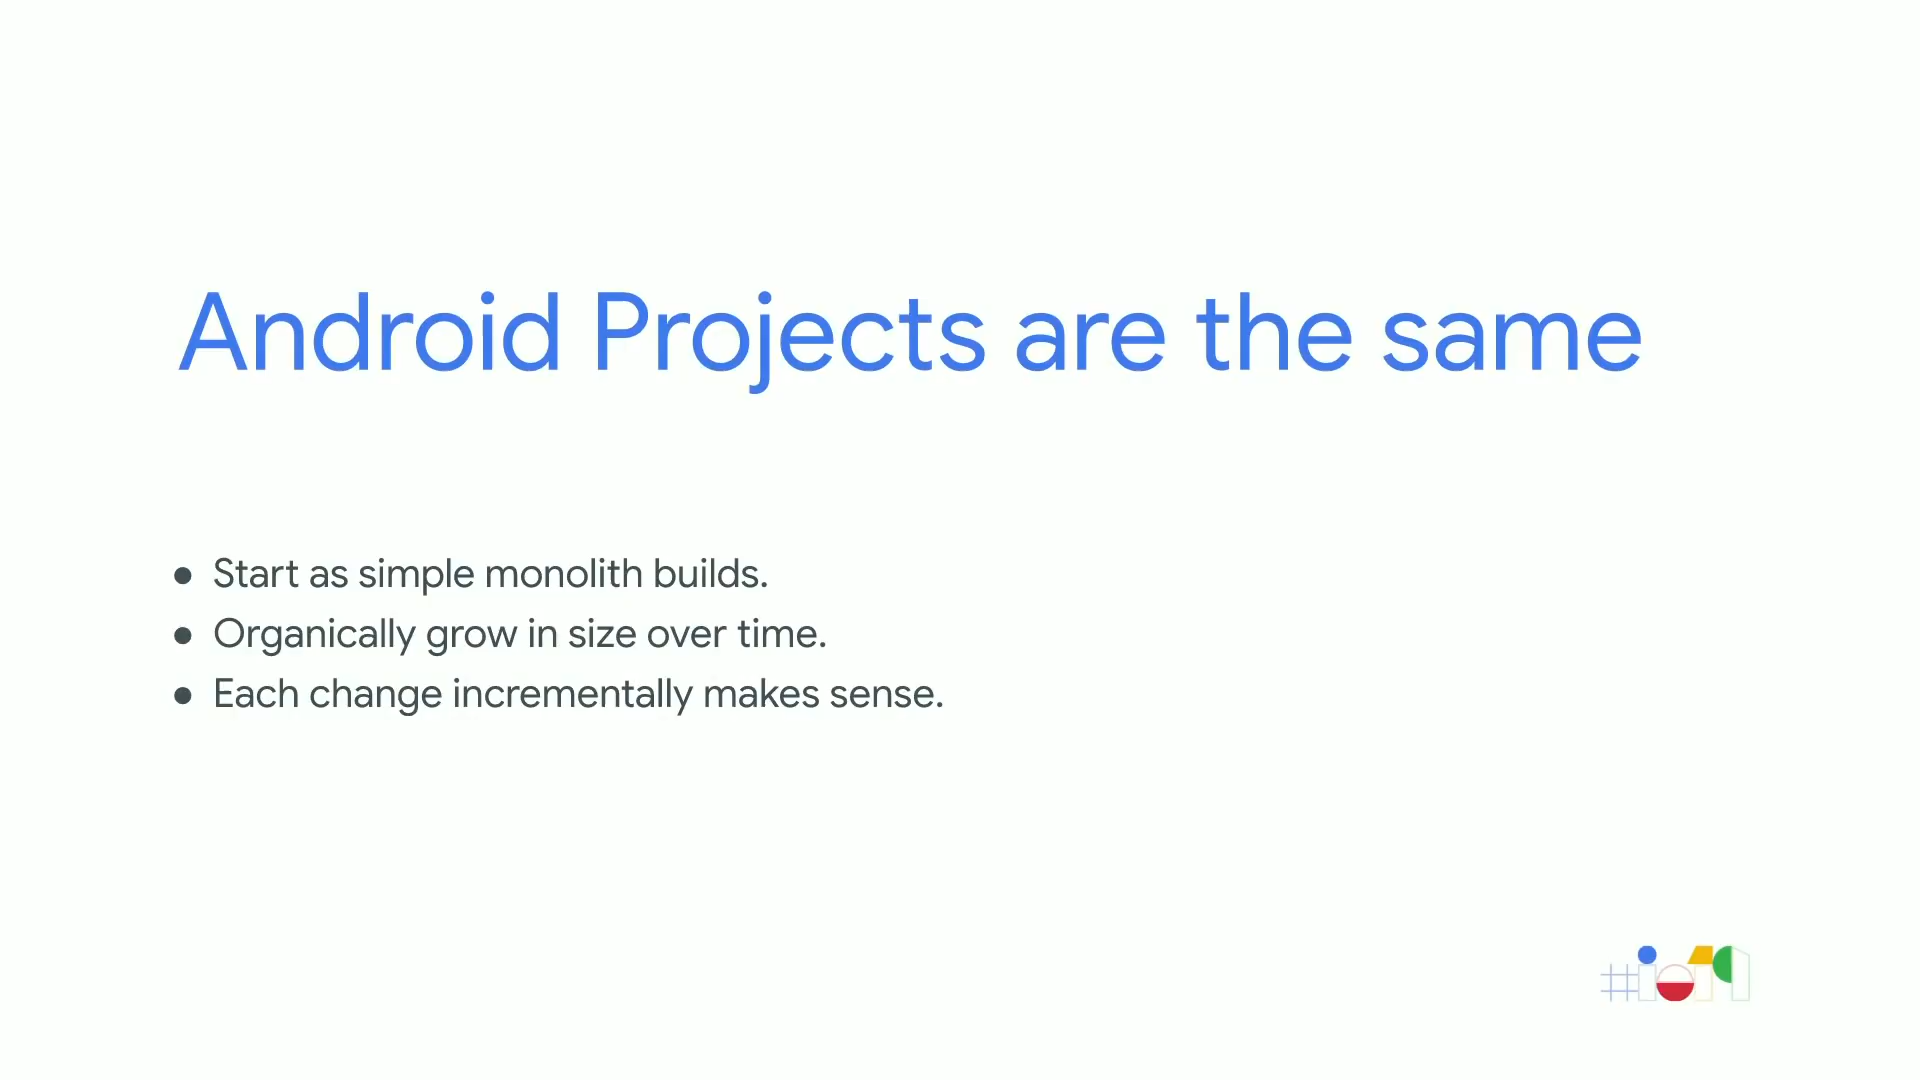 Android Projects are the same
● Start as simple monolith builds.
● Organically grow in size over time.
● Each change incrementally makes sense.
#io19